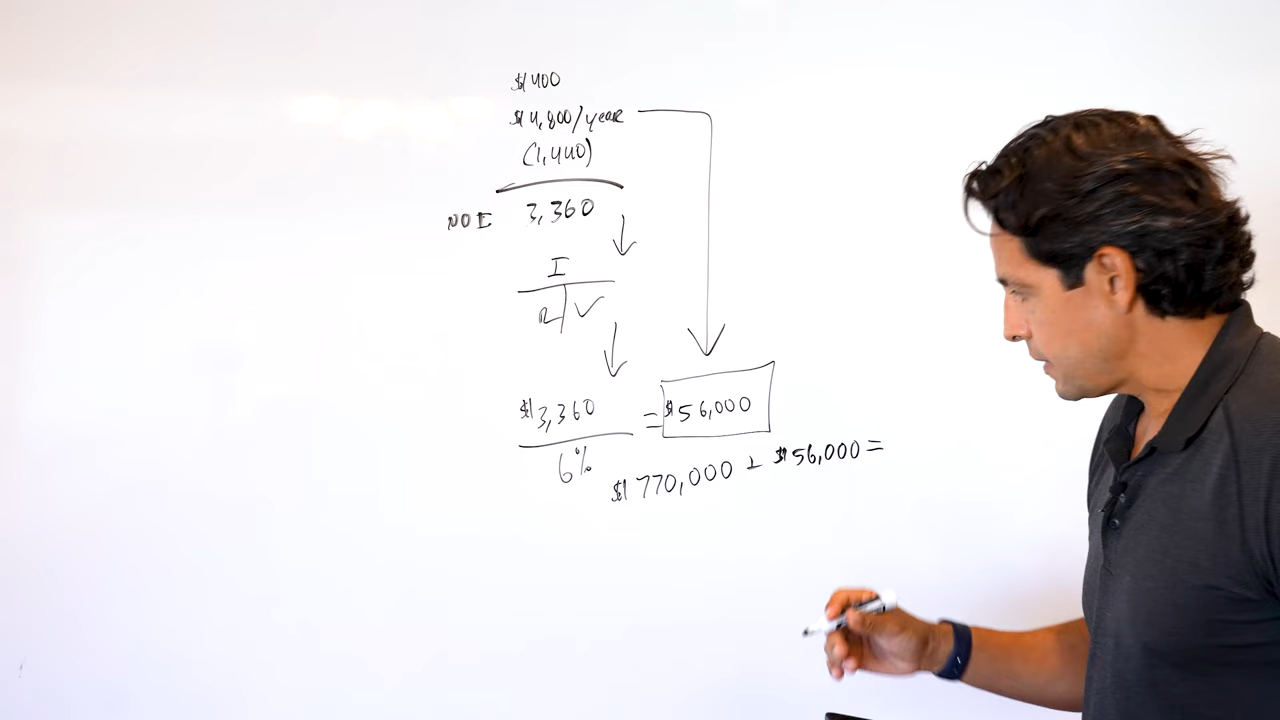 $400
$4,800/year
(1,440)
NOI 3,360
I
R V
$3,360 = $56,000
6%
$770,000 + $56,000 =